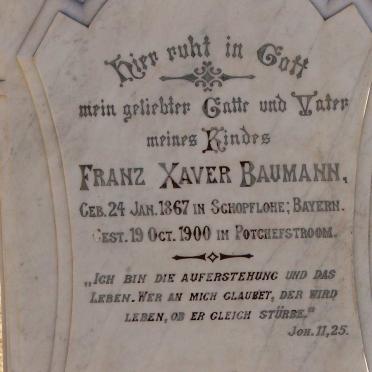 Hier ruht in Gott
mein geliebter Gatte und Vater
meines Kindes
FRANZ XAVER BAUMANN,
GEB. 24 JAN. 1867 IN SCHOPFLOHE; BAYERN.
GEST. 19 OCT. 1900 IN POTCHEFSTROOM.
„ICH BIN DIE AUFERSTEHUNG UND DAS
LEBEN. WER AN MICH GLAUBET, DER WIRD
LEBEN, OB ER GLEICH STÜRBE."
JOH. 11, 25.